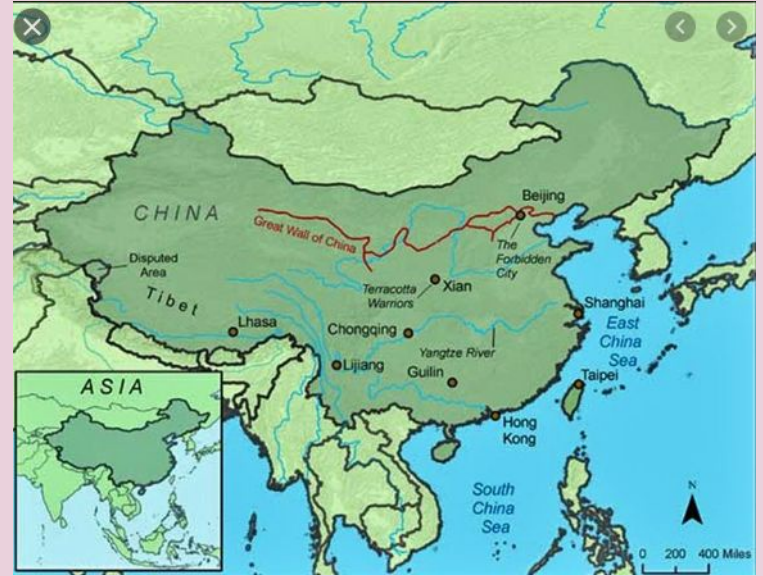 Beijing
CHINA
Great Wall of China
The
Forbidden
City
Disputed
Area
Tibet
Terracotta
Warriors
Xian
Shanghai
Lhasa
Chongqing
East
China
Sea
Yangtze River
Lijiang
Guilin
Taipei
ASIA
Hong
Kong
South
China
Sea
N
0 200 400 Miles